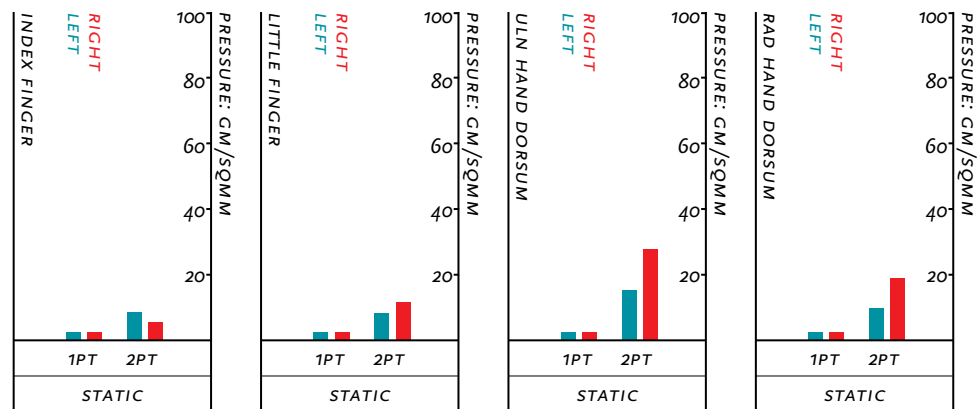 INDEX FINGER
LEFT
RIGHT
100
80
60
40
20
PRESSURE: GM/SQMM
1PT 2PT
STATIC
LITTLE FINGER
LEFT
RIGHT
100
80
60
40
20
PRESSURE: GM/SQMM
1PT 2PT
STATIC
ULN HAND DORSUM
LEFT
RIGHT
100
80
60
40
20
PRESSURE: GM/SQMM
1PT 2PT
STATIC
RAD HAND DORSUM
LEFT
RIGHT
100
80
60
40
20
PRESSURE: GM/SQMM
1PT 2PT
STATIC